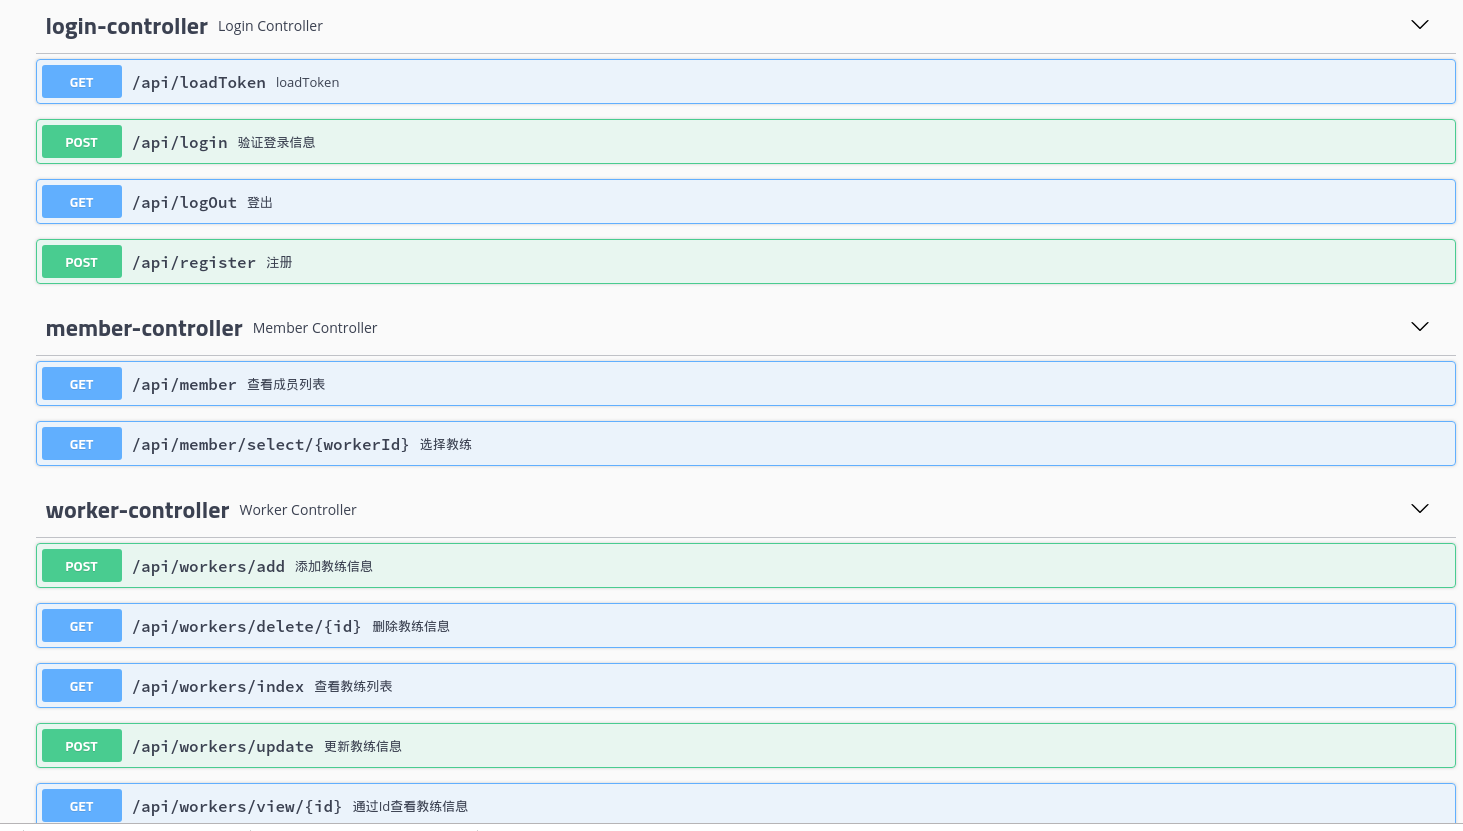 login-controller Login Controller
GET /api/loadToken loadToken
POST /api/login 验证登录信息
GET /api/logOut 登出
POST /api/register 注册
member-controller Member Controller
GET /api/member 查看成员列表
GET /api/member/select/{workerId} 选择教练
worker-controller Worker Controller
POST /api/workers/add 添加教练信息
GET /api/workers/delete/{id} 删除教练信息
GET /api/workers/index 查看教练列表
POST /api/workers/update 更新教练信息
GET /api/workers/view/{id} 通过Id查看教练信息